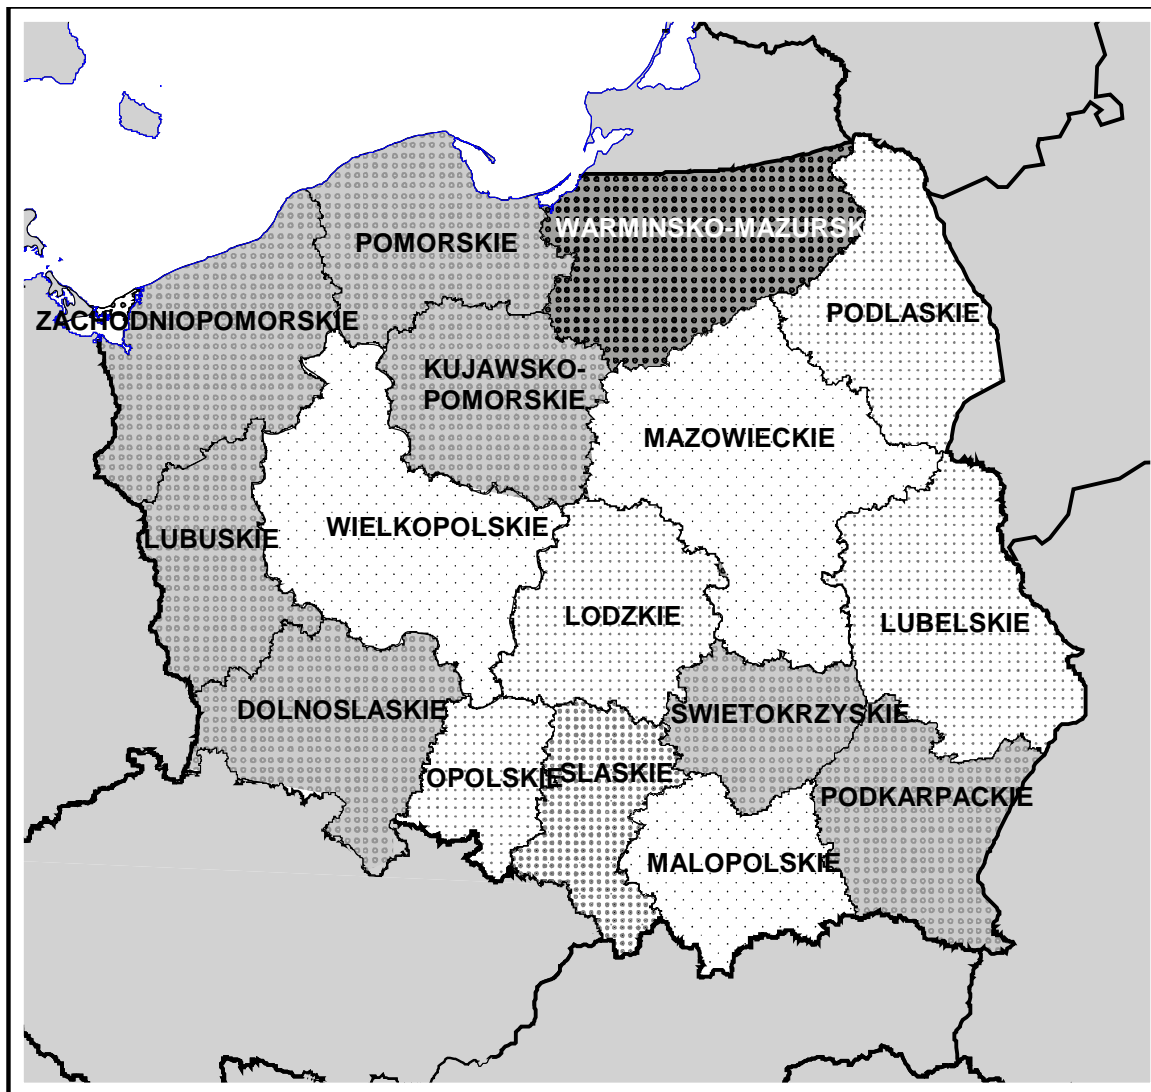 WARMINSKO-MAZURSK
POMORSKIE
PODLASKIE
ZACHODNIOPOMORSKIE
KUJAWSKO-
POMORSKIE
MAZOWIECKIE
WIELKOPOLSKIE
LUBUSKIE
LODZKIE
LUBELSKIE
DOLNOSLASKIE
SWIETOKRZYSKIE
OPOLSKIE
SLASKIE
PODKARPACKIE
MALOPOLSKIE